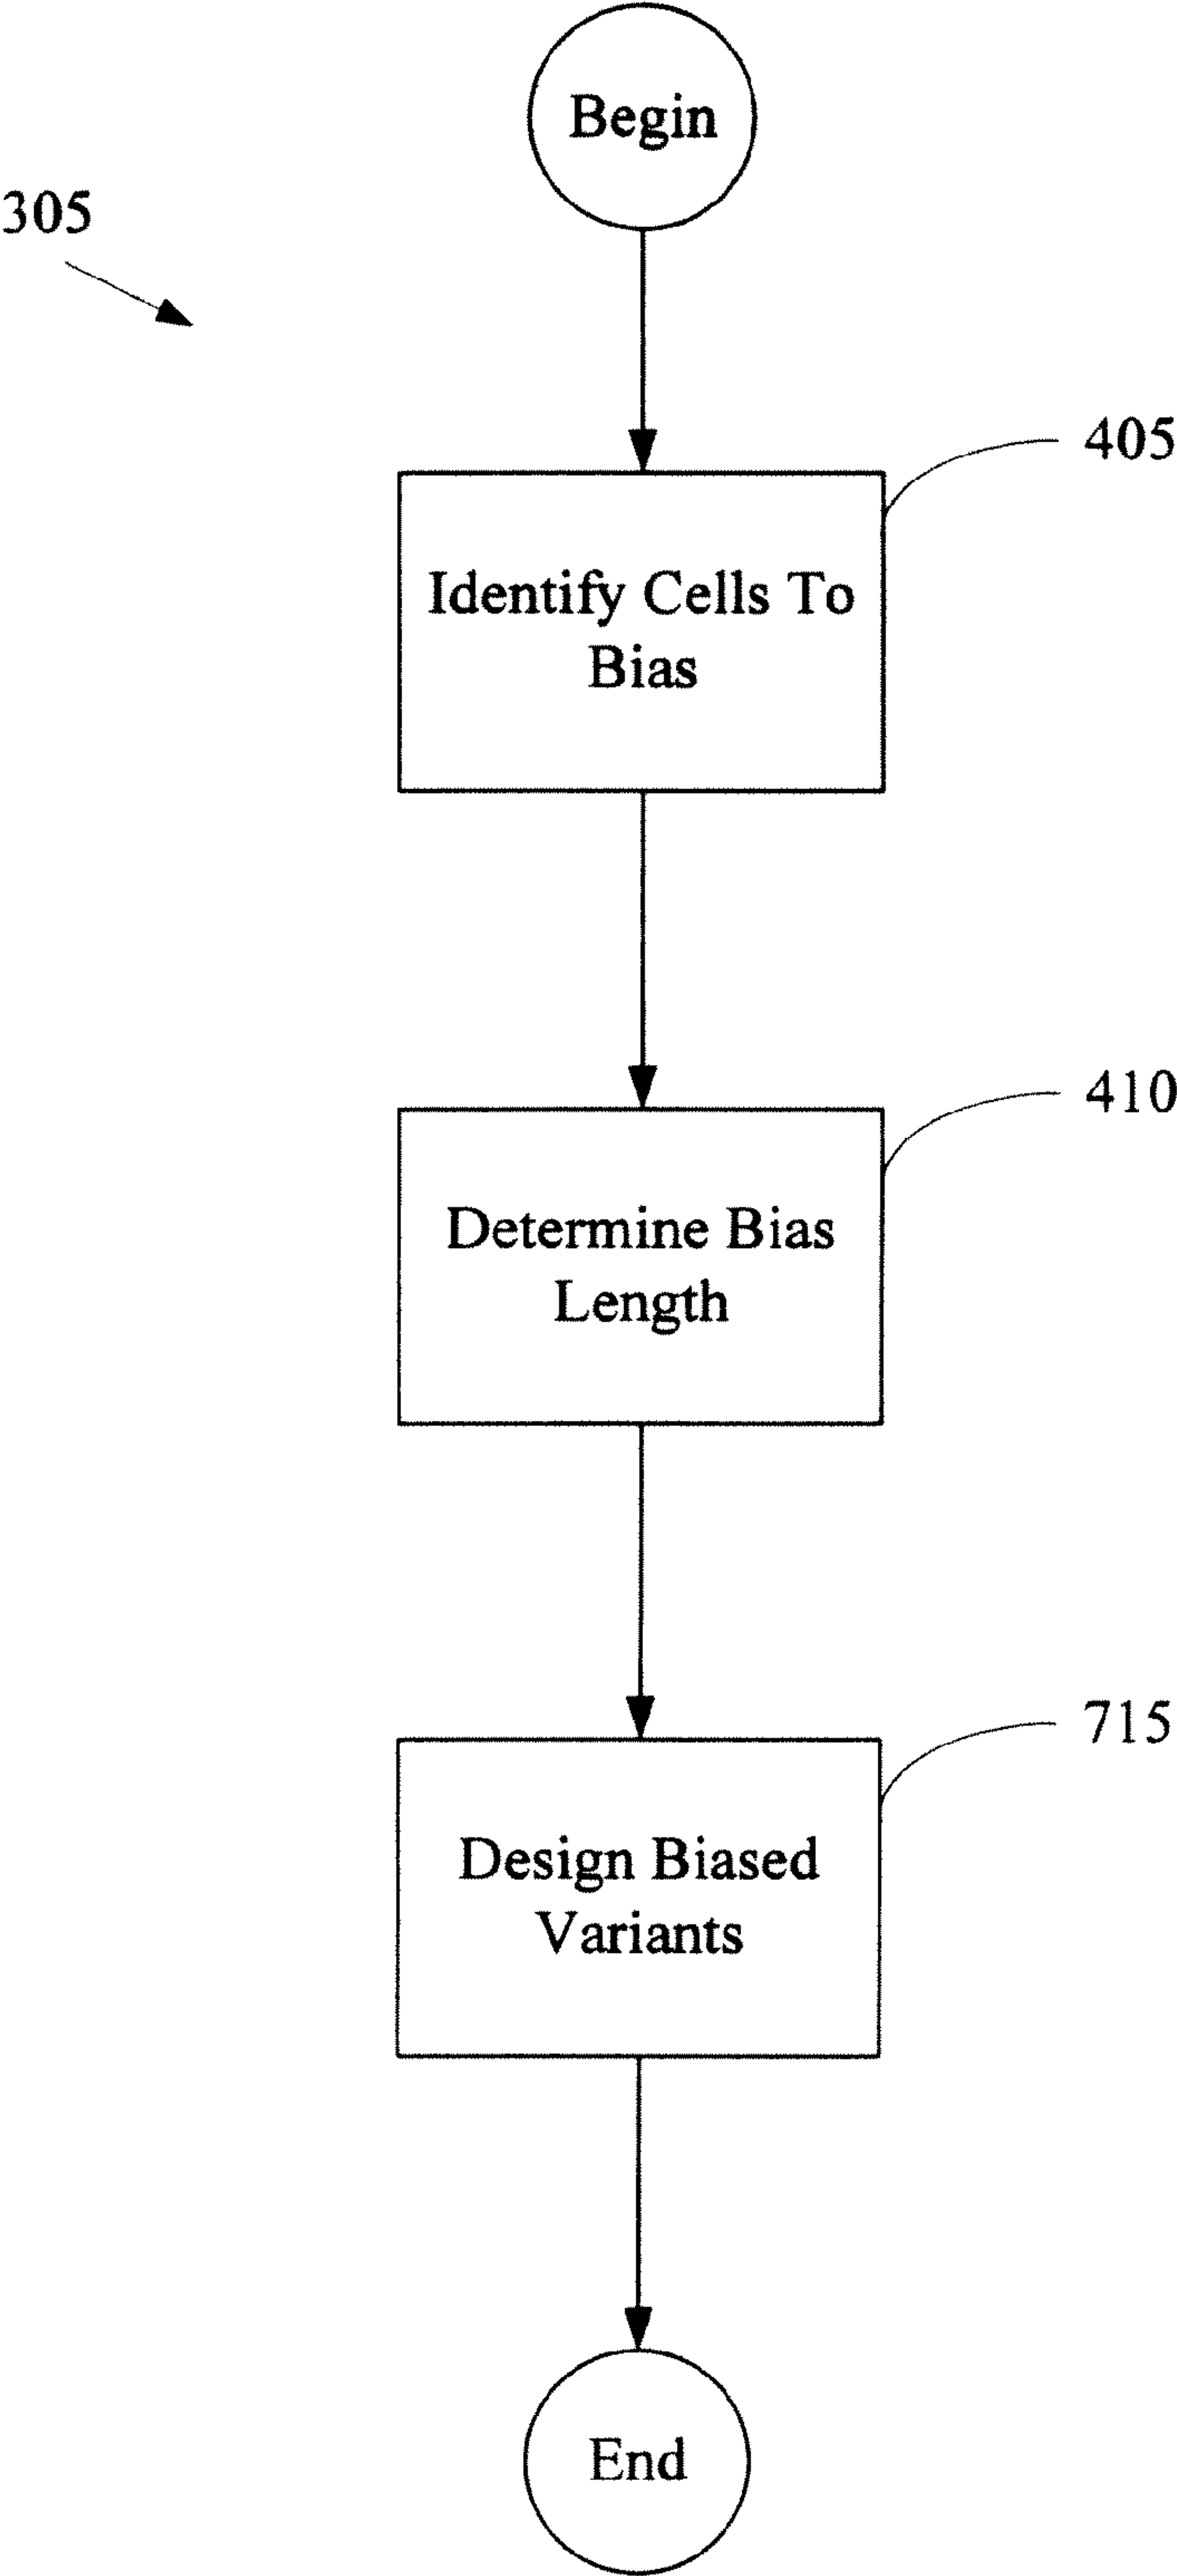 Begin
305
405
Identify Cells To
Bias
410
Determine Bias
Length
715
Design Biased
Variants
End